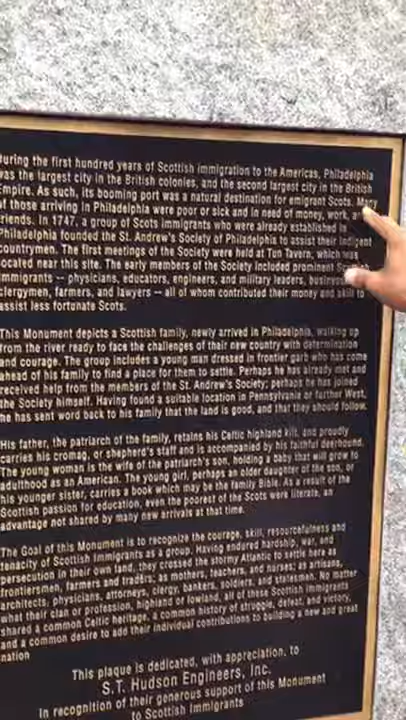 During the first hundred years of Scottish immigration to the Americas, Philadelphia
was the largest city in the British colonies, and the second largest city in the British
Empire. As such, its booming port was a natural destination for emigrant Scots. Many
of those arriving in Philadelphia were poor or sick and in need of money, work, and
friends. In 1747, a group of Scots immigrants who were already established in
Philadelphia founded the St. Andrew's Society of Philadelphia to assist their indigent
countrymen. The first meetings of the Society were held at Tun Tavern, which was
located near this site. The early members of the Society included prominent Scottish
immigrants -- physicians, educators, engineers, and military leaders,
clergymen, farmers, and lawyers -- all of whom contributed their money and skill to
assist less fortunate Scots.
This Monument depicts a Scottish family, newly arrived in Philadelphia, walking up
from the river ready to face the challenges of their new country with determination
and courage. The group includes a young man dressed in frontier garb who has come
ahead of his family to find a place for them to settle. Perhaps he has already met and
received help from the members of the St. Andrew's Society; perhaps he has joined
the Society himself. Having found a suitable location in Pennsylvania or further West,
he has sent word back to his family that the land is good, and that they should follow.
His father, the patriarch of the family, retains his Celtic highland kilt, and proudly
carries his cromag, or shepherd's staff and is accompanied by his faithful deerhound.
The young woman is the wife of the patriarch's son, holding a baby that will grow to
adulthood as an American. The young girl, perhaps an older daughter of the son, or
his younger sister, carries a book which may be the family Bible. As a result of the
Scottish passion for education, even the poorest of the Scots were literate, an
advantage not shared by many new arrivals at that time.
The Goal of this Monument is to recognize the courage, skill, resourcefulness and
tenacity of Scottish Immigrants as a group. Having endured hardship, war, and
persecution in their own land, they crossed the stormy Atlantic to settle here as
frontiersmen, farmers and traders; as mothers, teachers, and nurses; as artisans,
architects, physicians, attorneys, clergy, bankers, soldiers, and statesmen. No matter
what their clan or profession, highland or lowland, all of these Scottish immigrants
shared a common Celtic heritage, a common history of struggle, defeat, and victory,
and a common desire to add their individual contributions to building a new and great
nation
This plaque is dedicated, with appreciation, to
S.T. Hudson Engineers, Inc.
In recognition of their generous support of this Monument
to Scottish Immigrants